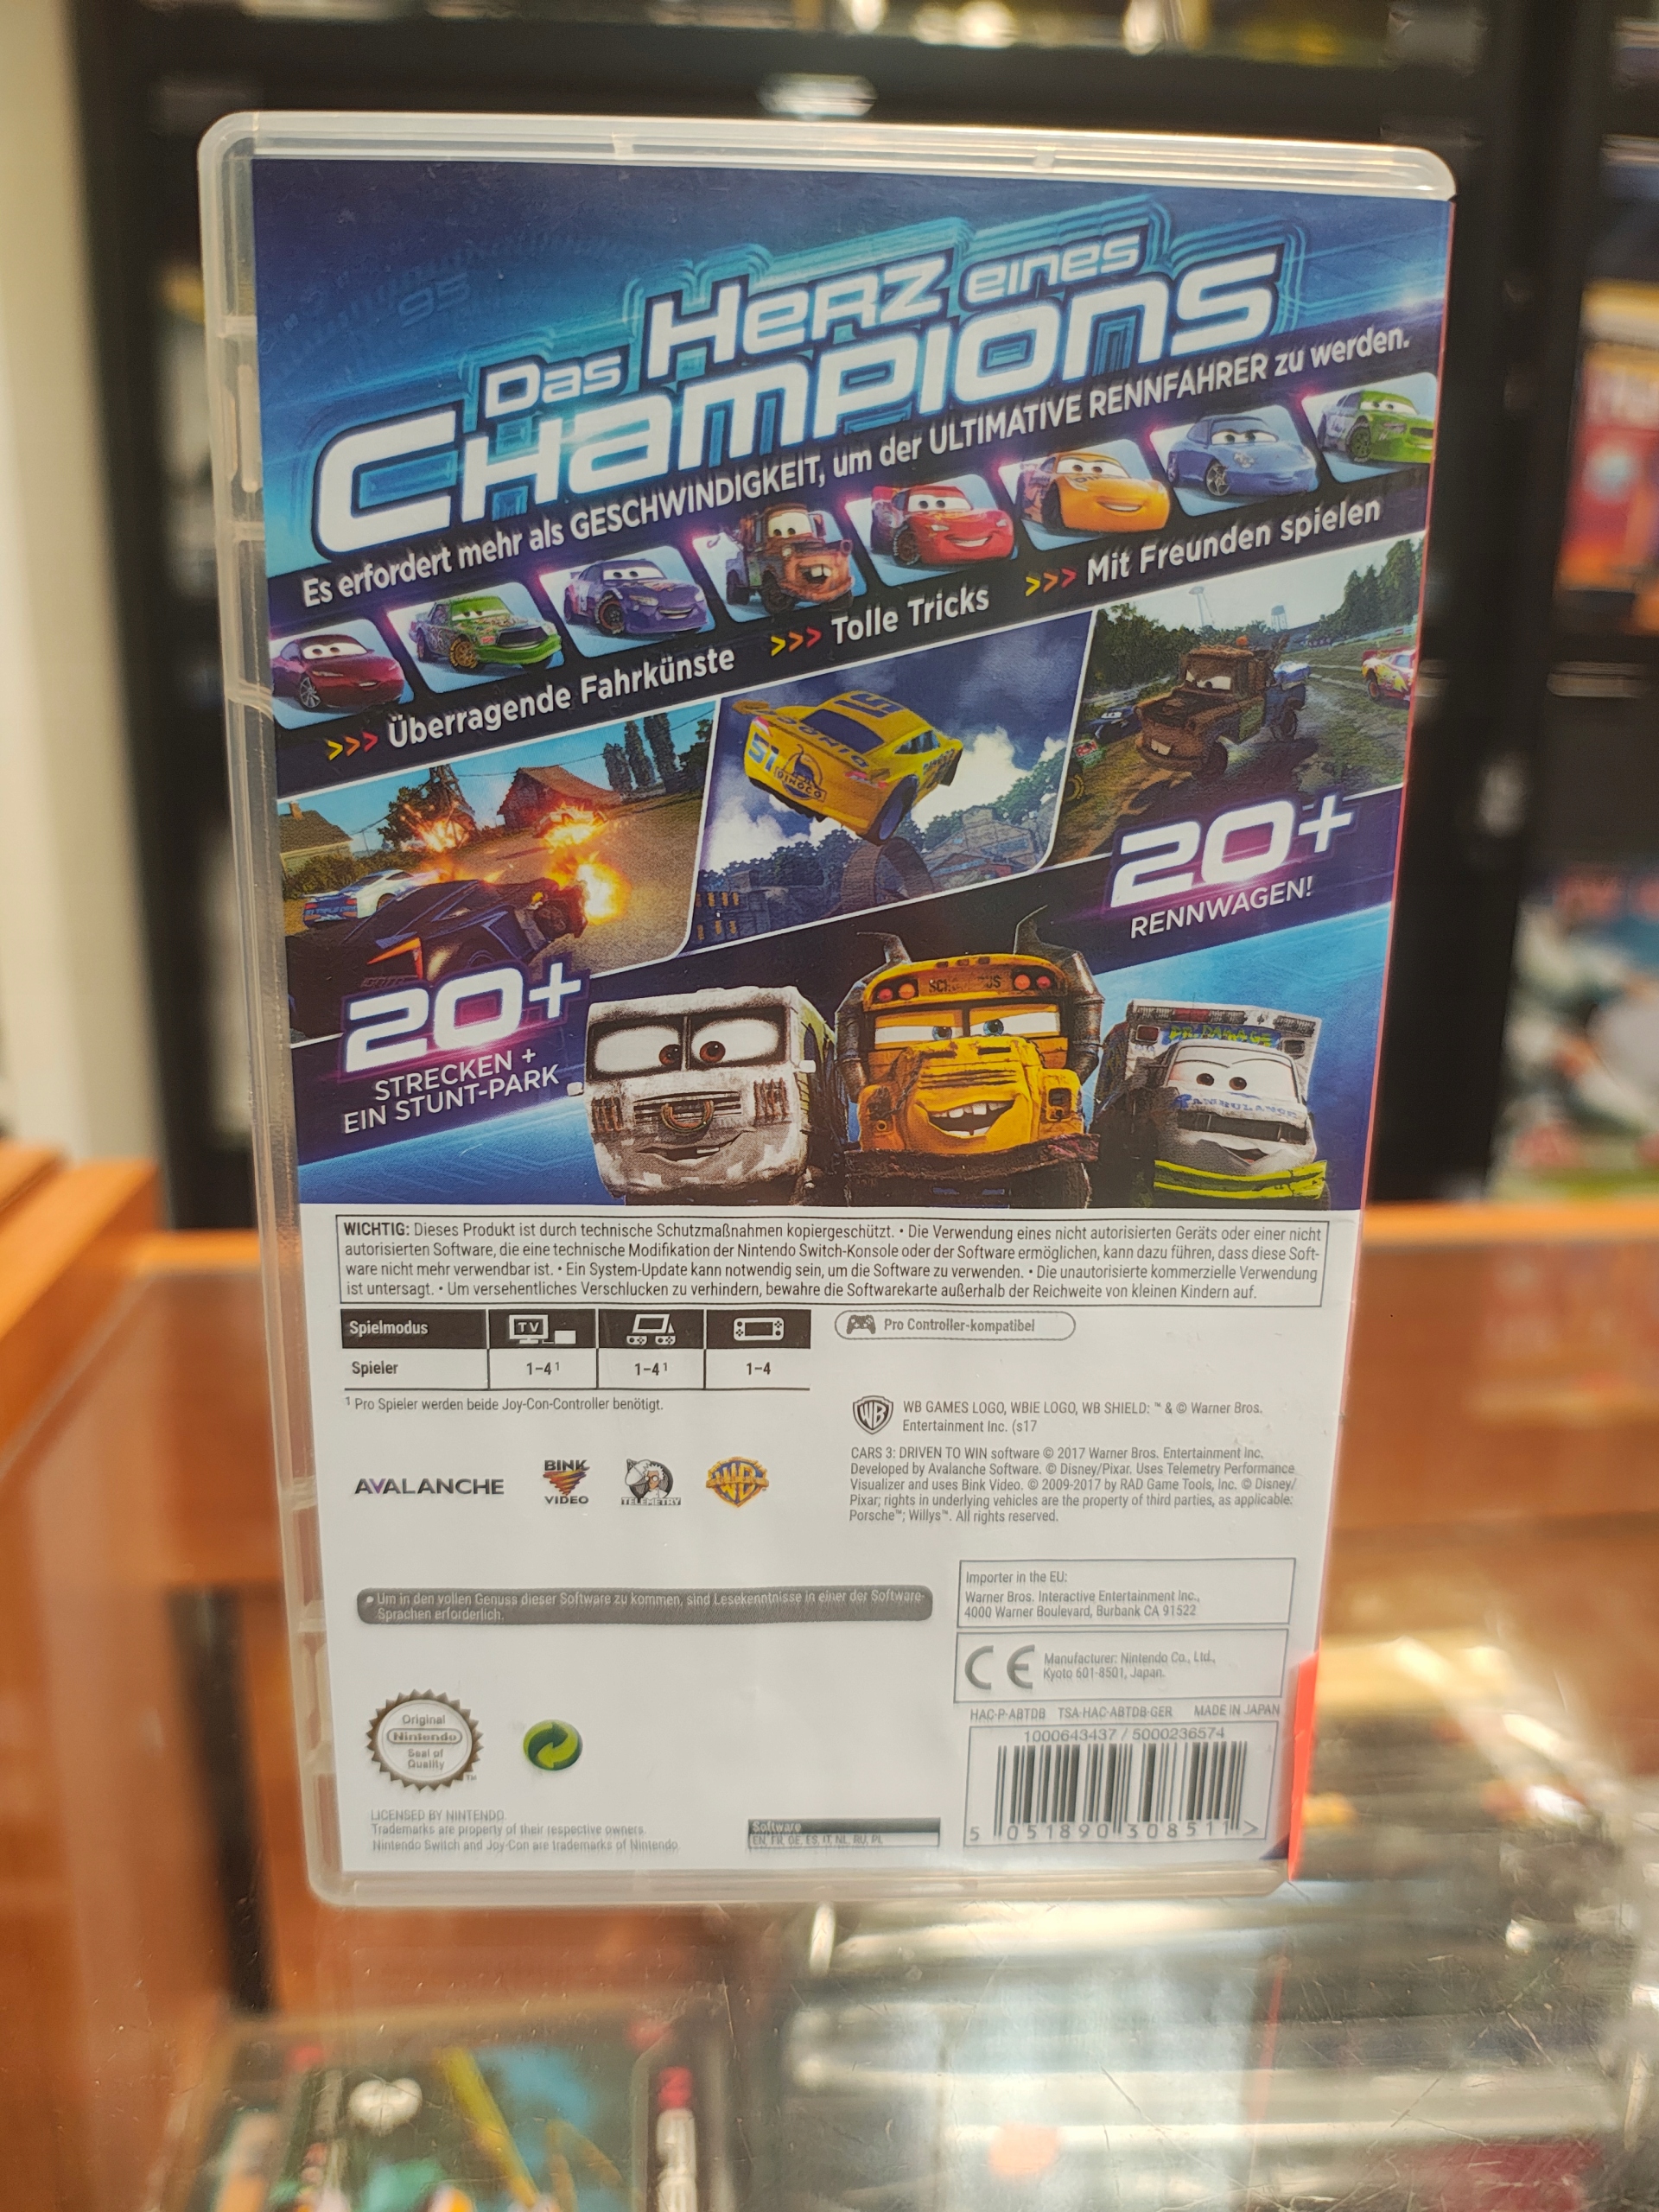 Das Herz eines
Champions
Es erfordert mehr als GESCHWINDIGKEIT, um der ULTIMATIVE RENNFAHRER zu werden.
>>> Überragende Fahrkünste
>>> Tolle Tricks
>>> Mit Freunden spielen
51
DINOCO
20+
RENNWAGEN!
20+
STRECKEN +
EIN STUNT-PARK
DR. DAMAGE
AMBULANCE
WICHTIG: Dieses Produkt ist durch technische Schutzmaßnahmen kopiergeschützt. • Die Verwendung eines nicht autorisierten Geräts oder einer nicht
autorisierten Software, die eine technische Modifikation der Nintendo Switch-Konsole oder der Software ermöglichen, kann dazu führen, dass diese Soft-
ware nicht mehr verwendbar ist. • Ein System-Update kann notwendig sein, um die Software zu verwenden. • Die unautorisierte kommerzielle Verwendung
ist untersagt. • Um versehentliches Verschlucken zu verhindern, bewahre die Softwarekarte außerhalb der Reichweite von kleinen Kindern auf.
Spielmodus TV
Spieler 1–4¹ 1–4¹ 1–4
Pro Controller-kompatibel
¹ Pro Spieler werden beide Joy-Con-Controller benötigt.
WB GAMES LOGO, WBIE LOGO, WB SHIELD: ™ & © Warner Bros.
Entertainment Inc. (s17
CARS 3: DRIVEN TO WIN software © 2017 Warner Bros. Entertainment Inc.
Developed by Avalanche Software. © Disney/Pixar. Uses Telemetry Performance
Visualizer and uses Bink Video. © 2009-2017 by RAD Game Tools, Inc. © Disney/
Pixar; rights in underlying vehicles are the property of third parties, as applicable:
Porsche™; Willys™. All rights reserved.
AVALANCHE
BINK
VIDEO
TELEMETRY
WB
• Um in den vollen Genuss dieser Software zu kommen, sind Lesekenntnisse in einer der Software-
Sprachen erforderlich.
Importer in the EU:
Warner Bros. Interactive Entertainment Inc.,
4000 Warner Boulevard, Burbank CA 91522
CE
Manufacturer: Nintendo Co., Ltd.,
Kyoto 601-8501, Japan.
HAC-P-ABTDB TSA-HAC-ABTDB-GER MADE IN JAPAN
1000643437 / 5000236574
5 051890 308511 >
Original
Nintendo
Seal of
Quality
LICENSED BY NINTENDO.
Trademarks are property of their respective owners.
Nintendo Switch and Joy-Con are trademarks of Nintendo.
Software
EN, FR, DE, ES, IT, NL, RU, PL